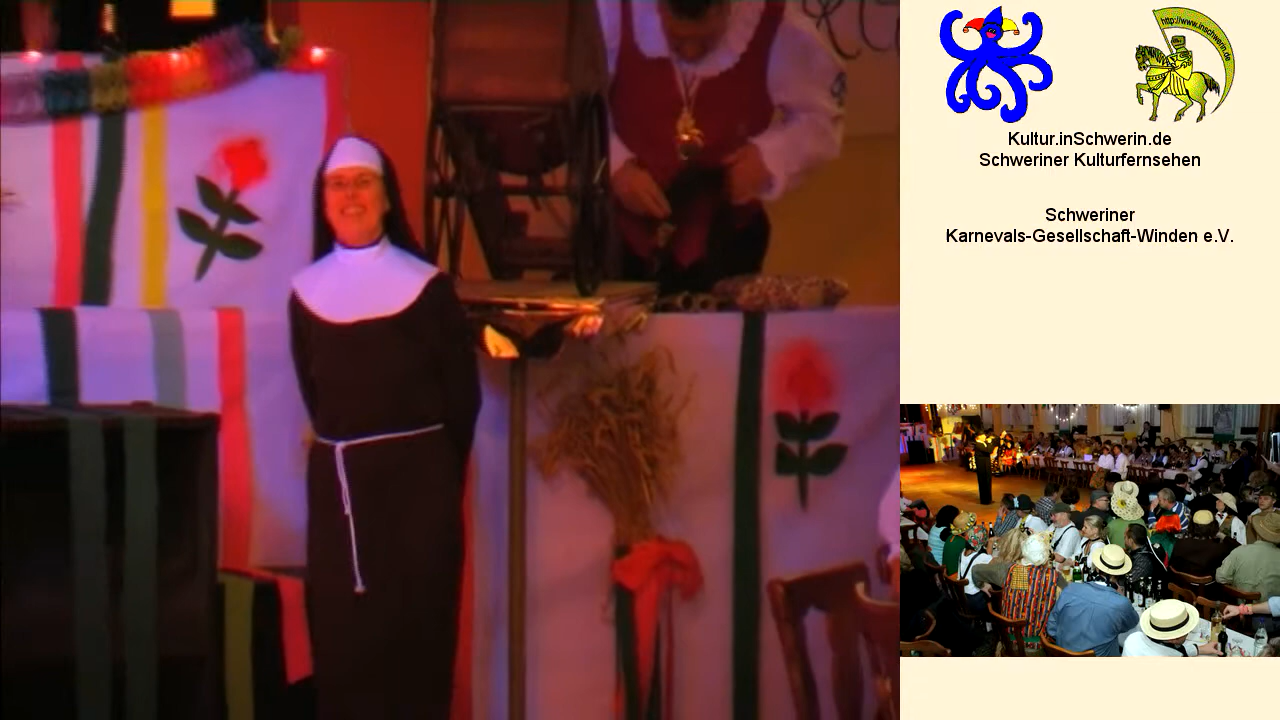 http://www.inschwerin.de
Kultur.inSchwerin.de
Schweriner Kulturfernsehen
Schweriner
Karnevals-Gesellschaft-Winden e.V.